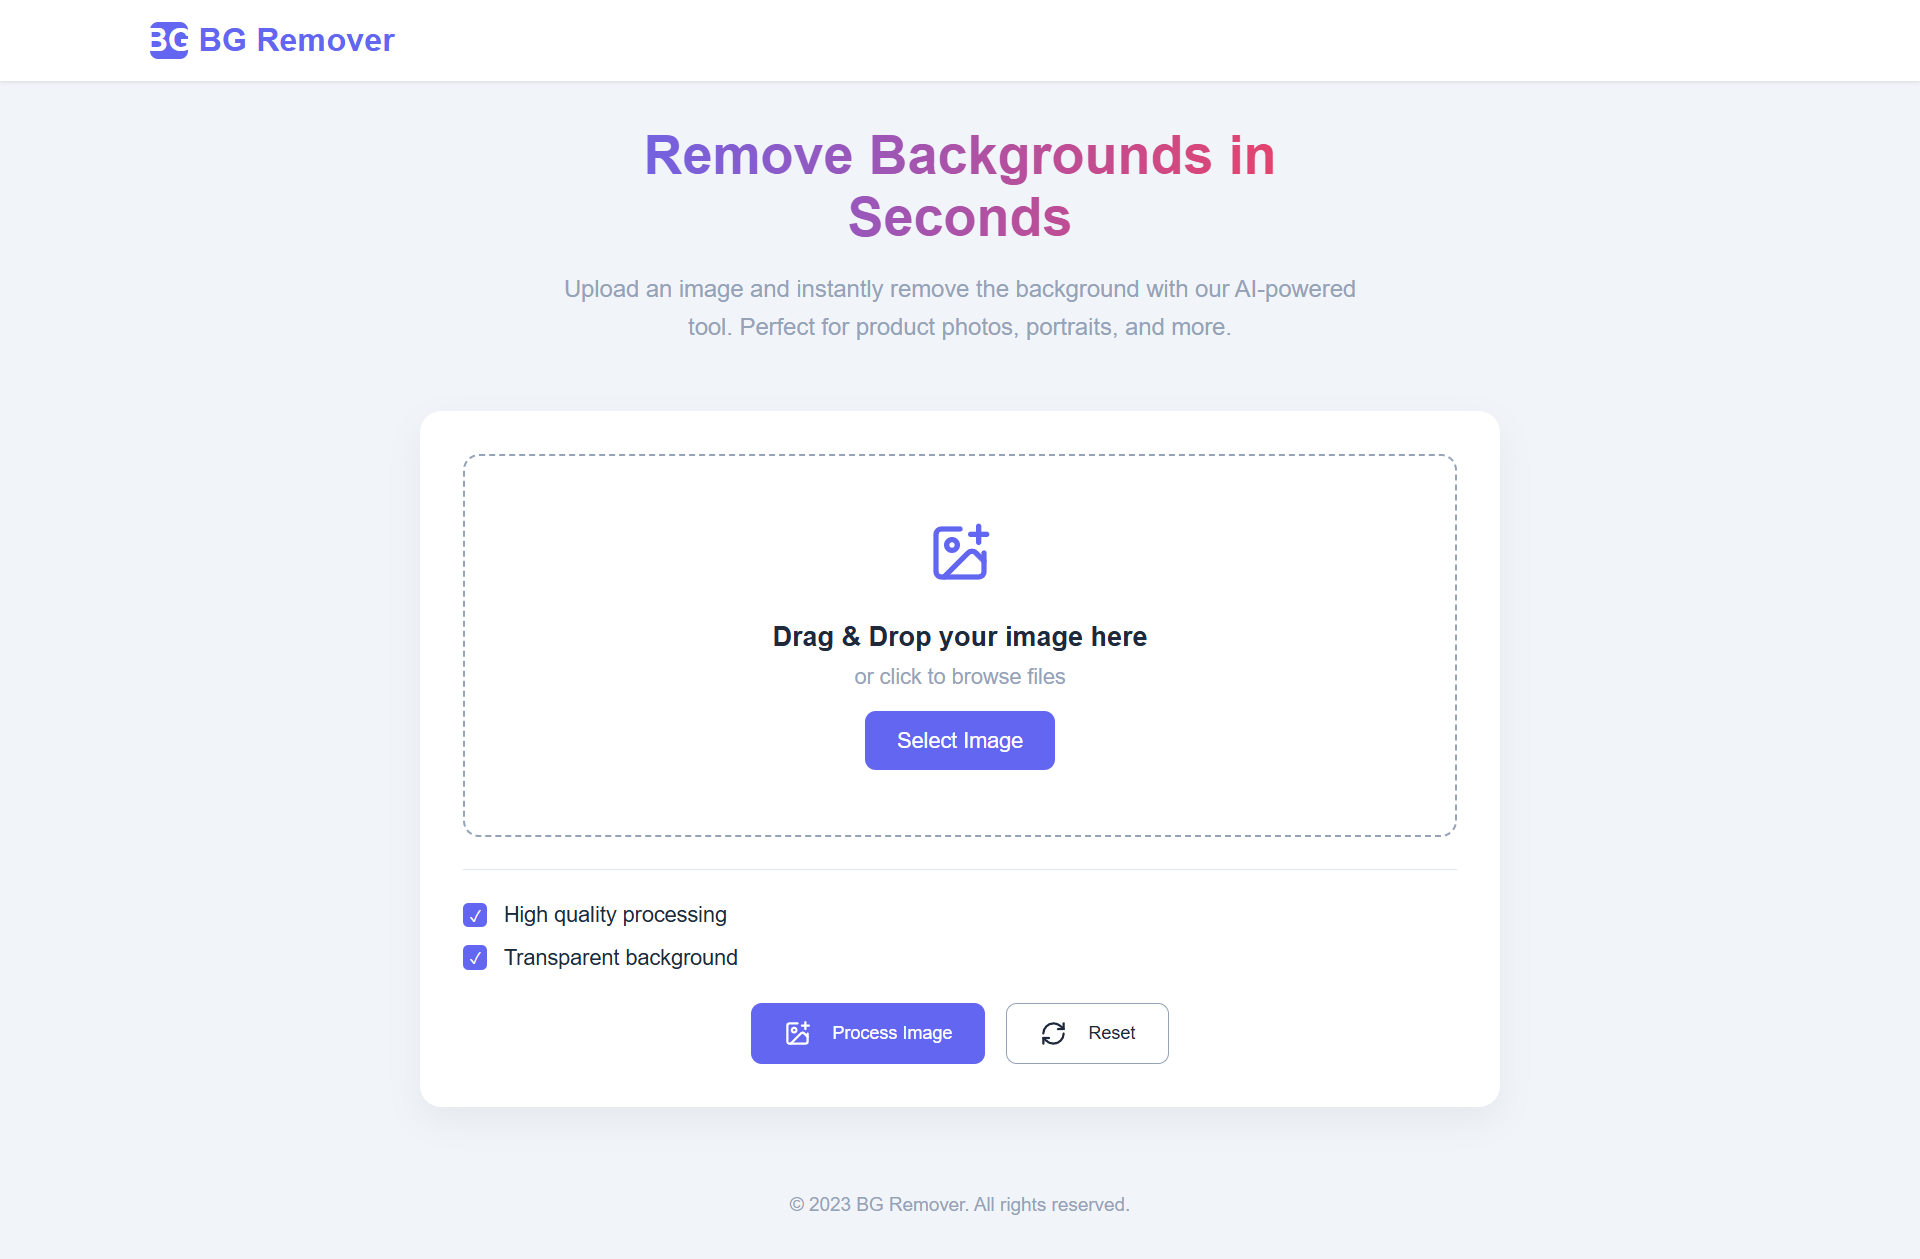 BG BG Remover
Remove Backgrounds in
Seconds
Upload an image and instantly remove the background with our AI-powered
tool. Perfect for product photos, portraits, and more.
Drag & Drop your image here
or click to browse files
Select Image
High quality processing
Transparent background
Process Image
Reset
© 2023 BG Remover. All rights reserved.